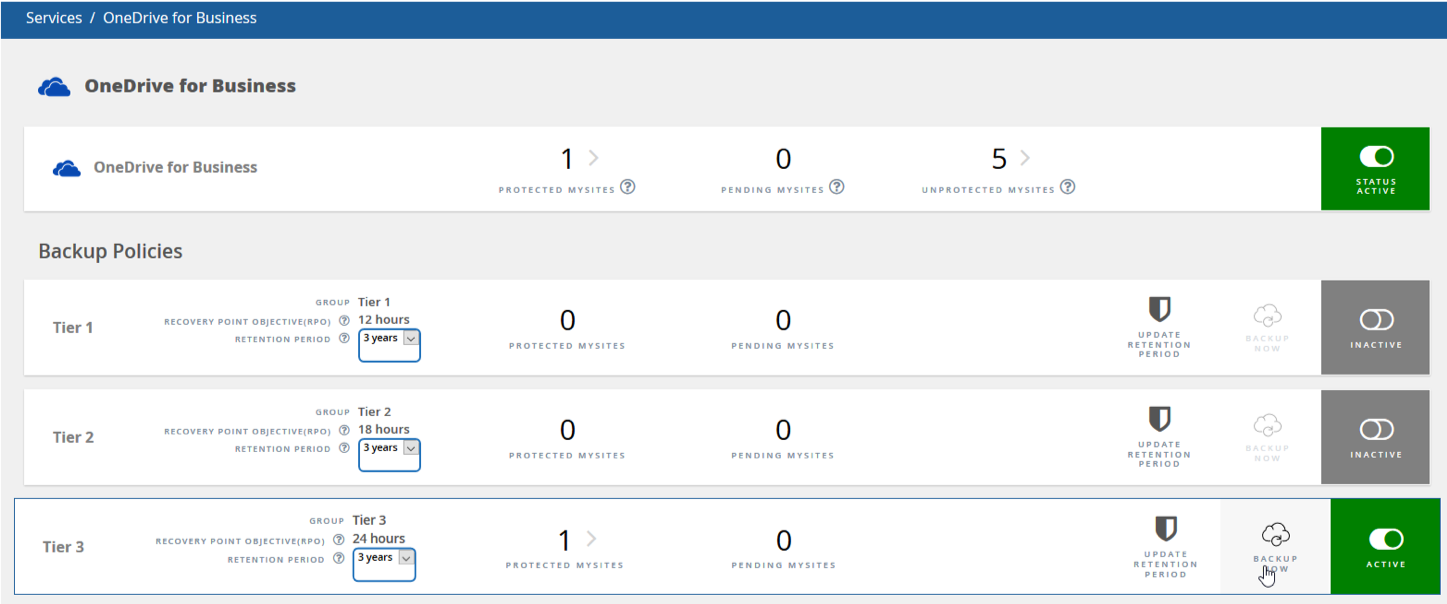 Services / OneDrive for Business
OneDrive for Business
OneDrive for Business
1
PROTECTED MYSITES ?
0
PENDING MYSITES ?
5
UNPROTECTED MYSITES ?
STATUS
ACTIVE
Backup Policies
Tier 1
GROUP Tier 1
RECOVERY POINT OBJECTIVE(RPO) ? 12 hours
RETENTION PERIOD ? 3 years
0
PROTECTED MYSITES
0
PENDING MYSITES
UPDATE
RETENTION
PERIOD
BACKUP
NOW
INACTIVE
Tier 2
GROUP Tier 2
RECOVERY POINT OBJECTIVE(RPO) ? 18 hours
RETENTION PERIOD ? 3 years
0
PROTECTED MYSITES
0
PENDING MYSITES
UPDATE
RETENTION
PERIOD
BACKUP
NOW
INACTIVE
Tier 3
GROUP Tier 3
RECOVERY POINT OBJECTIVE(RPO) ? 24 hours
RETENTION PERIOD ? 3 years
1
PROTECTED MYSITES
0
PENDING MYSITES
UPDATE
RETENTION
PERIOD
BACKUP
NOW
ACTIVE